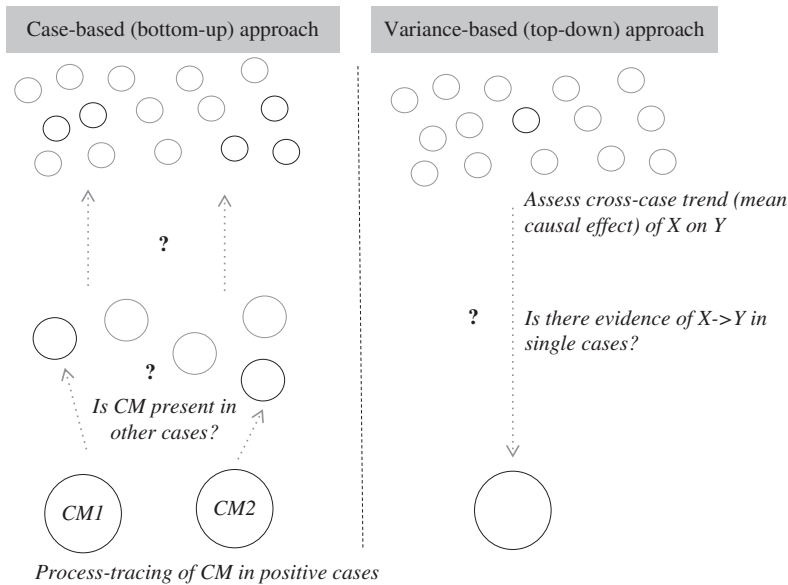 Case-based (bottom-up) approach
?
?
Is CM present in
other cases?
CM1
CM2
Process-tracing of CM in positive cases
Variance-based (top-down) approach
Assess cross-case trend (mean
causal effect) of X on Y
?
Is there evidence of X->Y in
single cases?